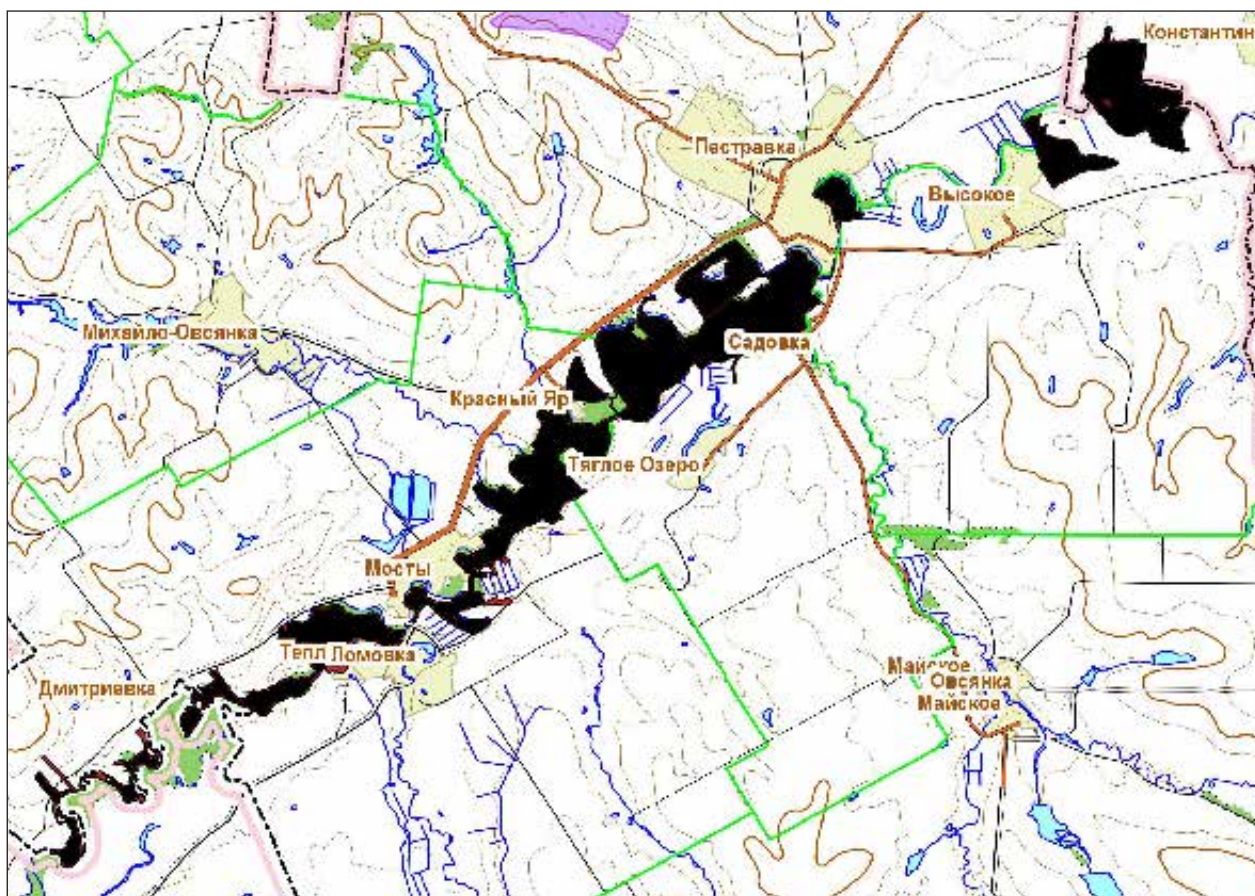 Константин
Пестравка
Высокое
Михайло-Овсянка
Садовка
Красный Яр
Тяглое Озеро
Мосты
Тепл Ломовка
Дмитриевка
Майское
Овсянка
Майское